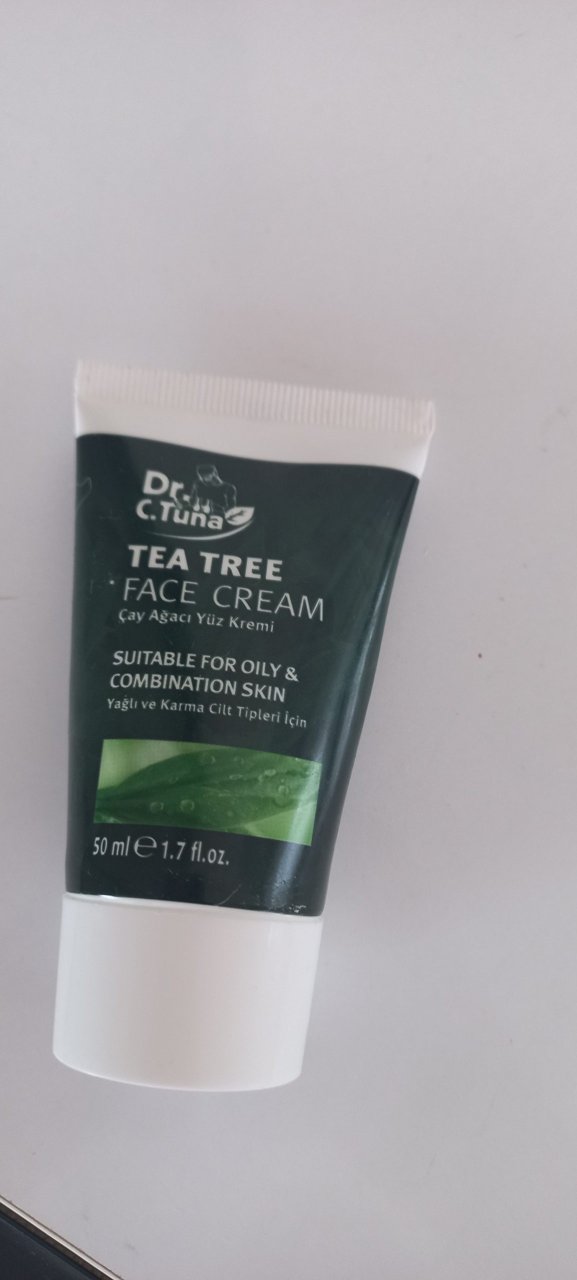 Dr.
C.Tuna
TEA TREE
FACE CREAM
Çay Ağacı Yüz Kremi
SUITABLE FOR OILY &
COMBINATION SKIN
Yağlı ve Karma Cilt Tipleri İçin
50 ml ℮ 1.7 fl.oz.